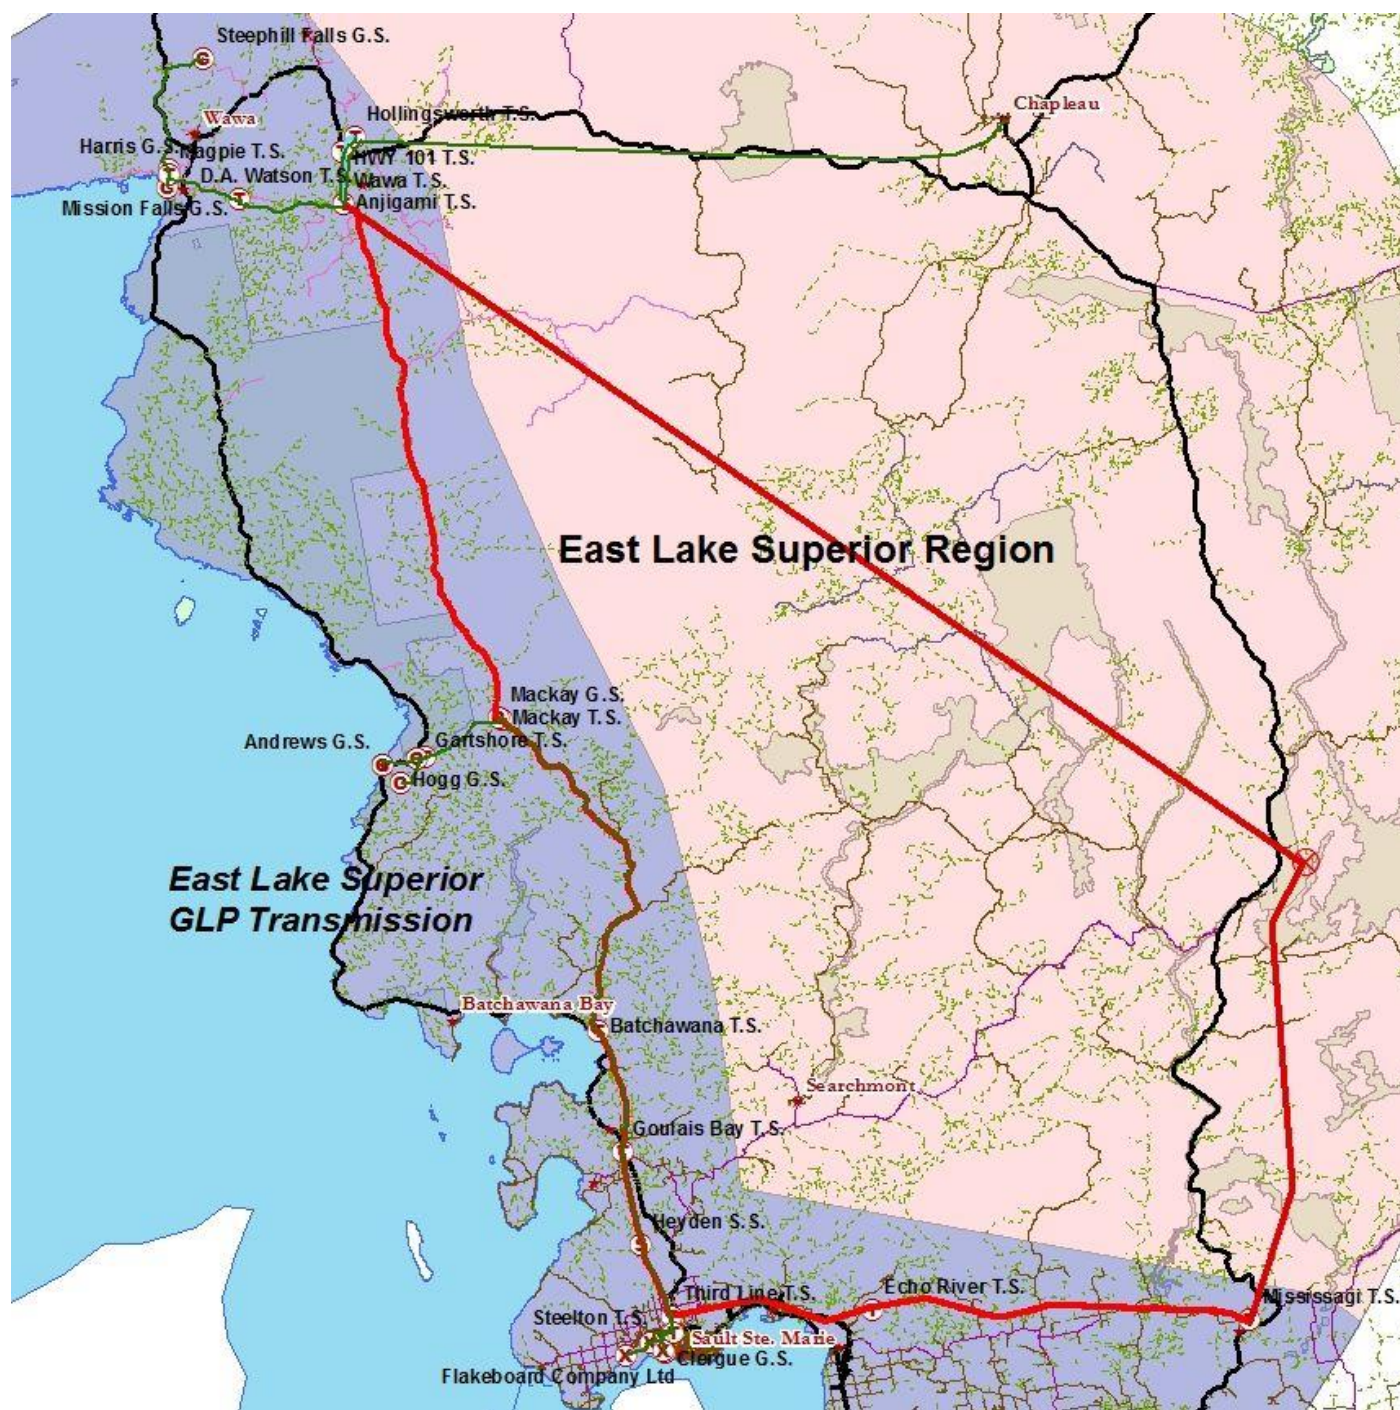 Steephill Falls G.S.
Chapleau
Wawa
Hollingsworth T.S.
Harris G.S.
Magpie T.S.
HWY 101 T.S.
D.A. Watson T.S.
Wawa T.S.
Mission Falls G.S.
Anjigami T.S.
East Lake Superior Region
Mackay G.S.
Mackay T.S.
Andrews G.S.
Gartshore T.S.
Hogg G.S.
East Lake Superior
GLP Transmission
Batchawana Bay
Batchawana T.S.
Searchmont
Goulais Bay T.S.
Heyden S.S.
Third Line T.S.
Echo River T.S.
Mississagi T.S.
Steelton T.S.
Sault Ste. Marie
Clergue G.S.
Flakeboard Company Ltd